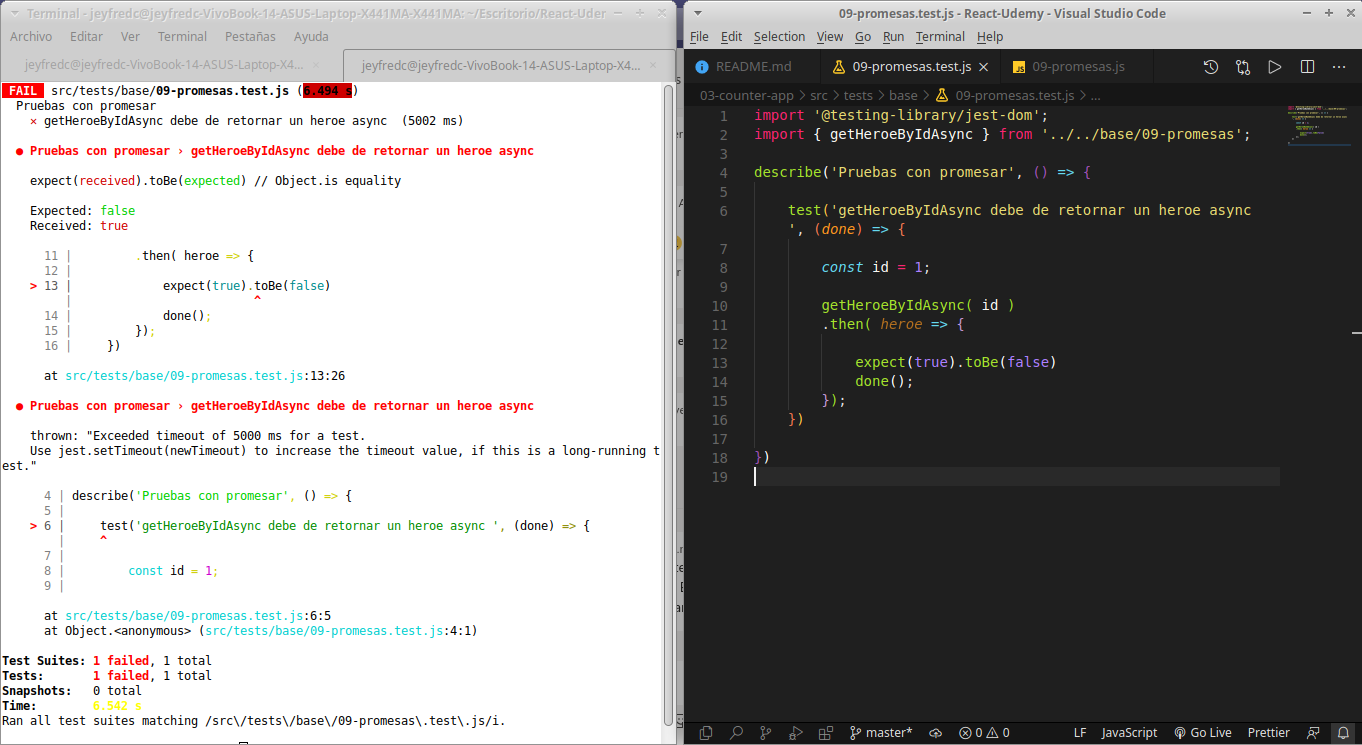 Terminal - jeyfredc@jeyfredc-VivoBook-14-ASUS-Laptop-X441MA-X441MA: ~/Escritorio/React-Uder
Archivo Editar Ver Terminal Pestañas Ayuda
jeyfredc@jeyfredc-VivoBook-14-ASUS-Laptop-X4...
jeyfredc@jeyfredc-VivoBook-14-ASUS-Laptop-X4...
FAIL src/tests/base/09-promesas.test.js (6.494 s)
Pruebas con promesar
✕ getHeroeByIdAsync debe de retornar un heroe async (5002 ms)
● Pruebas con promesar › getHeroeByIdAsync debe de retornar un heroe async
expect(received).toBe(expected) // Object.is equality
Expected: false
Received: true
11 | .then( heroe => {
12 |
> 13 | expect(true).toBe(false)
| ^
14 | done();
15 | });
16 | })
at src/tests/base/09-promesas.test.js:13:26
● Pruebas con promesar › getHeroeByIdAsync debe de retornar un heroe async
thrown: "Exceeded timeout of 5000 ms for a test.
Use jest.setTimeout(newTimeout) to increase the timeout value, if this is a long-running t
est."
4 | describe('Pruebas con promesar', () => {
5 |
> 6 | test('getHeroeByIdAsync debe de retornar un heroe async ', (done) => {
| ^
7 |
8 | const id = 1;
9 |
at src/tests/base/09-promesas.test.js:6:5
at Object.<anonymous> (src/tests/base/09-promesas.test.js:4:1)
Test Suites: 1 failed, 1 total
Tests: 1 failed, 1 total
Snapshots: 0 total
Time: 6.542 s
Ran all test suites matching /src\/tests\/base\/09-promesas\.test\.js/i.
09-promesas.test.js - React-Udemy - Visual Studio Code
File Edit Selection View Go Run Terminal Help
README.md
09-promesas.test.js
JS 09-promesas.js
03-counter-app > src > tests > base > 09-promesas.test.js > ...
1 import '@testing-library/jest-dom';
2 import { getHeroeByIdAsync } from '../../base/09-promesas';
3
4 describe('Pruebas con promesar', () => {
5
6 test('getHeroeByIdAsync debe de retornar un heroe async
', (done) => {
7
8 const id = 1;
9
10 getHeroeByIdAsync( id )
11 .then( heroe => {
12
13 expect(true).toBe(false)
14 done();
15 });
16 })
17
18 })
19
master* 0 0 LF JavaScript Go Live Prettier